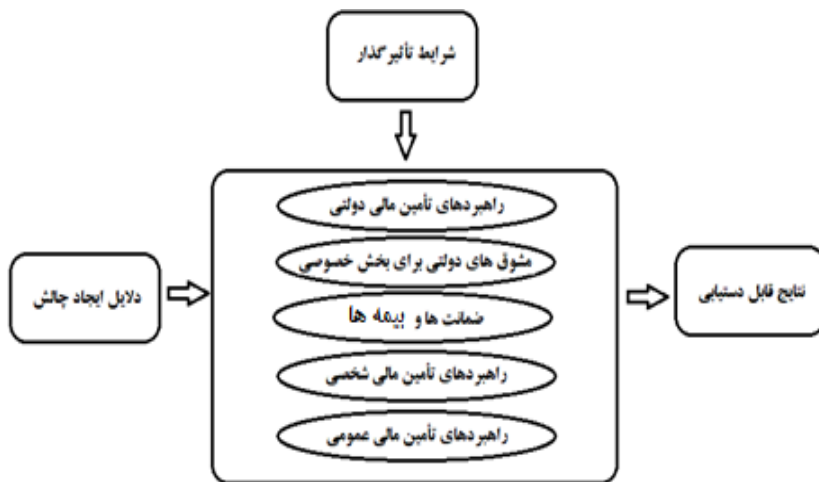 شرایط تأثیرگذار
راهبردهای تأمین مالی دولتی
مشوق های دولتی برای بخش خصوصی
ضمانت ها و بیمه ها
راهبردهای تأمین مالی شخصی
راهبردهای تأمین مالی عمومی
دلایل ایجاد چالش
نتایج قابل دستیابی